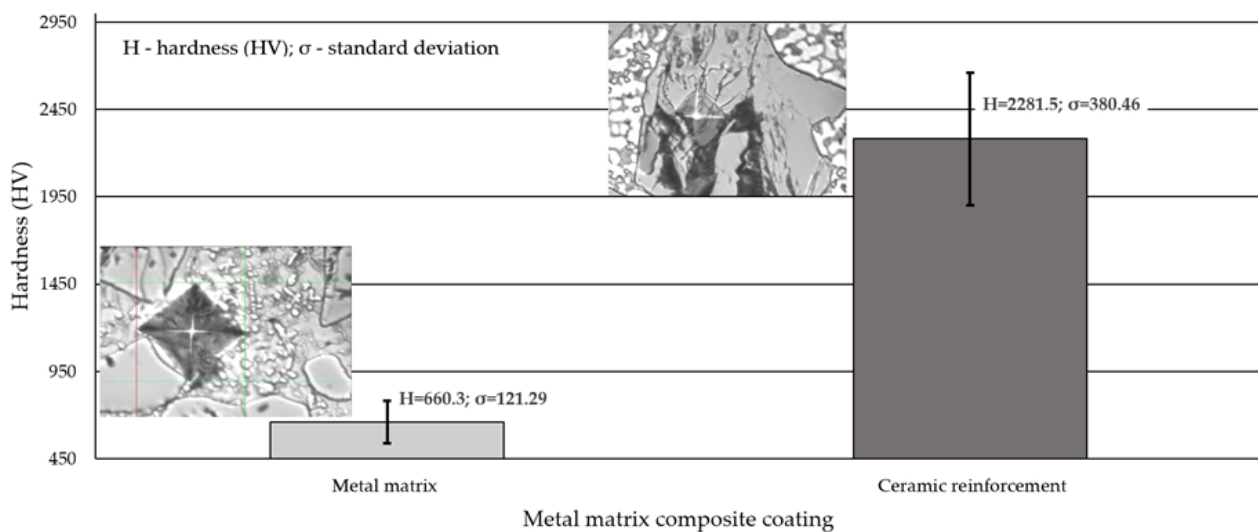 2950
H - hardness (HV); σ - standard deviation
2450
H=2281.5; σ=380.46
1950
Hardness (HV)
1450
950
H=660.3; σ=121.29
450
Metal matrix
Ceramic reinforcement
Metal matrix composite coating